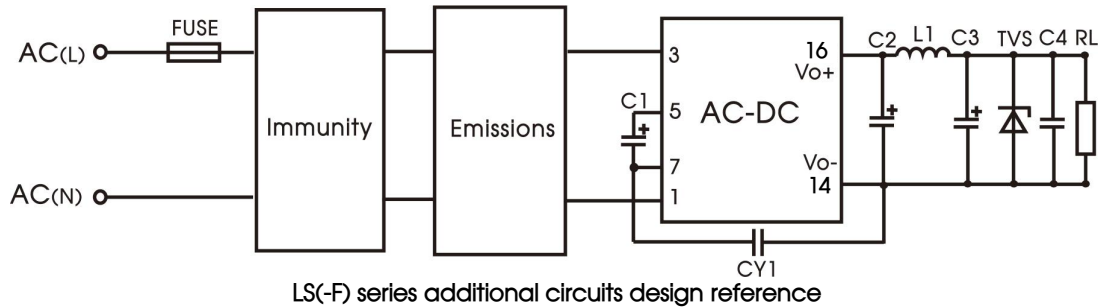 FUSE
AC(L)
Immunity
Emissions
AC(N)
3
C1
5
7
1
AC-DC
16
Vo+
Vo-
14
C2
L1
C3
TVS
C4
RL
+
+
+
CY1
LS(-F) series additional circuits design reference